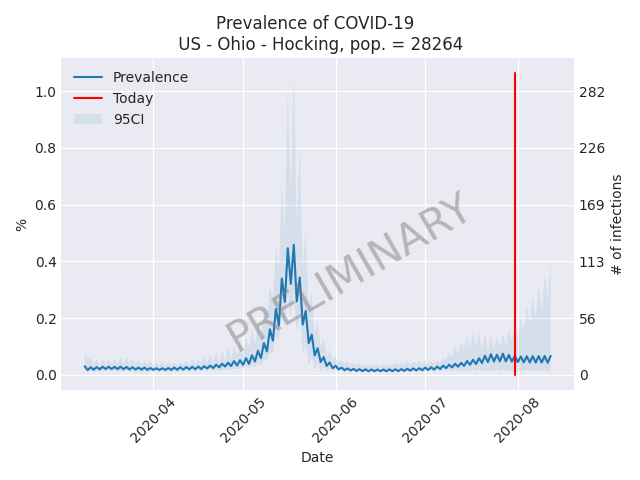 Prevalence of COVID-19
US - Ohio - Hocking, pop. = 28264
Prevalence
Today
95CI
PRELIMINARY
1.0
0.8
0.6
0.4
0.2
0.0
%
282
226
169
113
56
0
# of infections
2020-04
2020-05
2020-06
2020-07
2020-08
Date